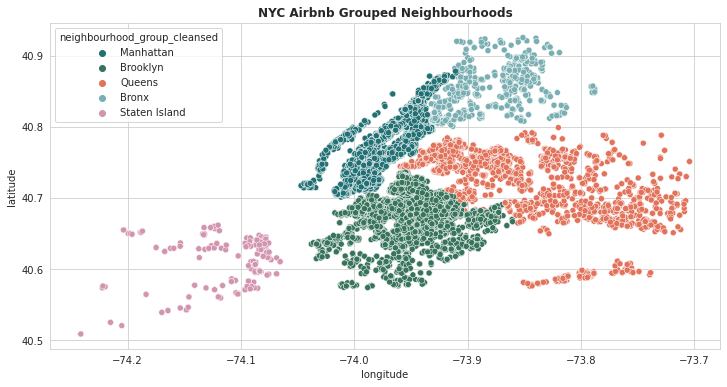 NYC Airbnb Grouped Neighbourhoods
neighbourhood_group_cleansed
Manhattan
Brooklyn
Queens
Bronx
Staten Island
40.9
40.8
40.7
40.6
40.5
latitude
−74.2
−74.1
−74.0
−73.9
−73.8
−73.7
longitude